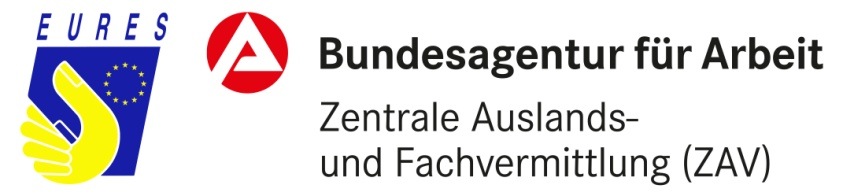 EURES
Bundesagentur für Arbeit
Zentrale Auslands-
und Fachvermittlung (ZAV)